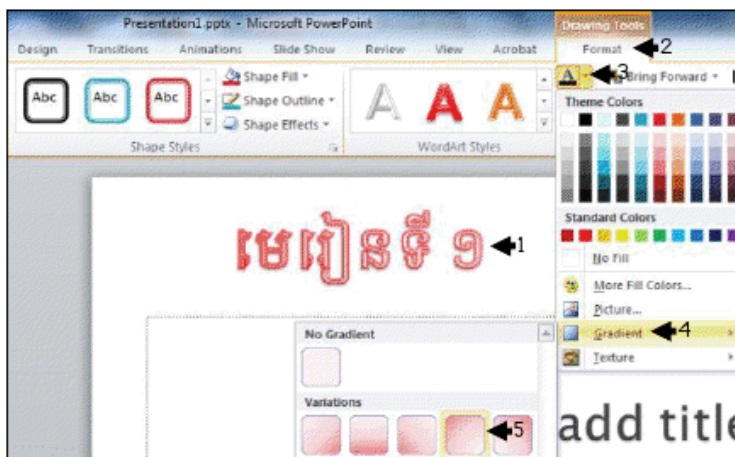 Presentation1.pptx - Microsoft PowerPoint
Drawing Tools
Design Transitions Animations Slide Show Review View Acrobat Format 2
Abc Abc Abc Shape Fill A A A A 3 Bring Forward
Shape Outline
Shape Effects
Shape Styles WordArt Styles
Theme Colors
Standard Colors
No Fill
More Fill Colors...
Picture...
Gradient 4
Texture
មេរៀនទី ១ 1
No Gradient
Variations
5
add title